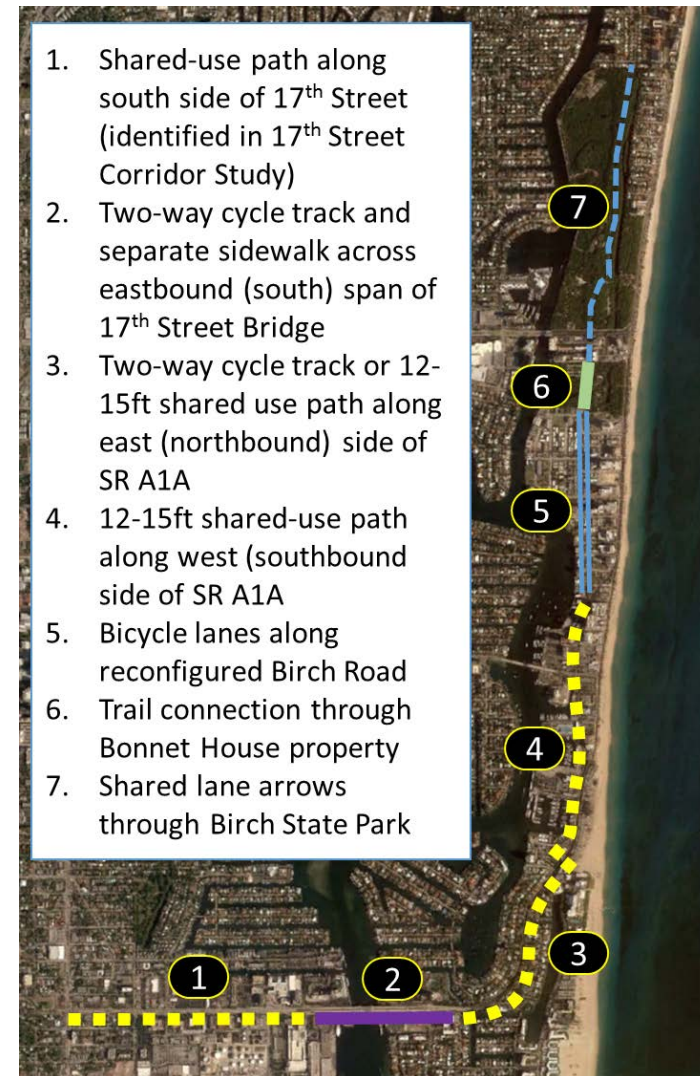 1. Shared-use path along
south side of 17th Street
(identified in 17th Street
Corridor Study)
2. Two-way cycle track and
separate sidewalk across
eastbound (south) span of
17th Street Bridge
3. Two-way cycle track or 12-
15ft shared use path along
east (northbound) side of
SR A1A
4. 12-15ft shared-use path
along west (southbound
side of SR A1A
5. Bicycle lanes along
reconfigured Birch Road
6. Trail connection through
Bonnet House property
7. Shared lane arrows
through Birch State Park
7
6
5
4
3
1
2